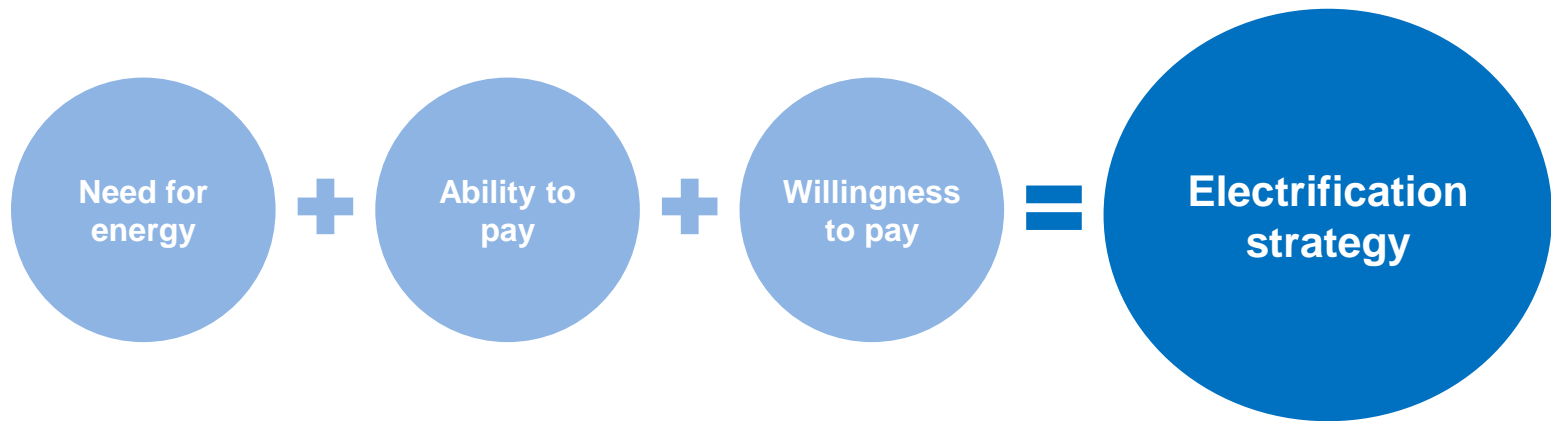 Need for
energy
Ability to
pay
Willingness
to pay
Electrification
strategy